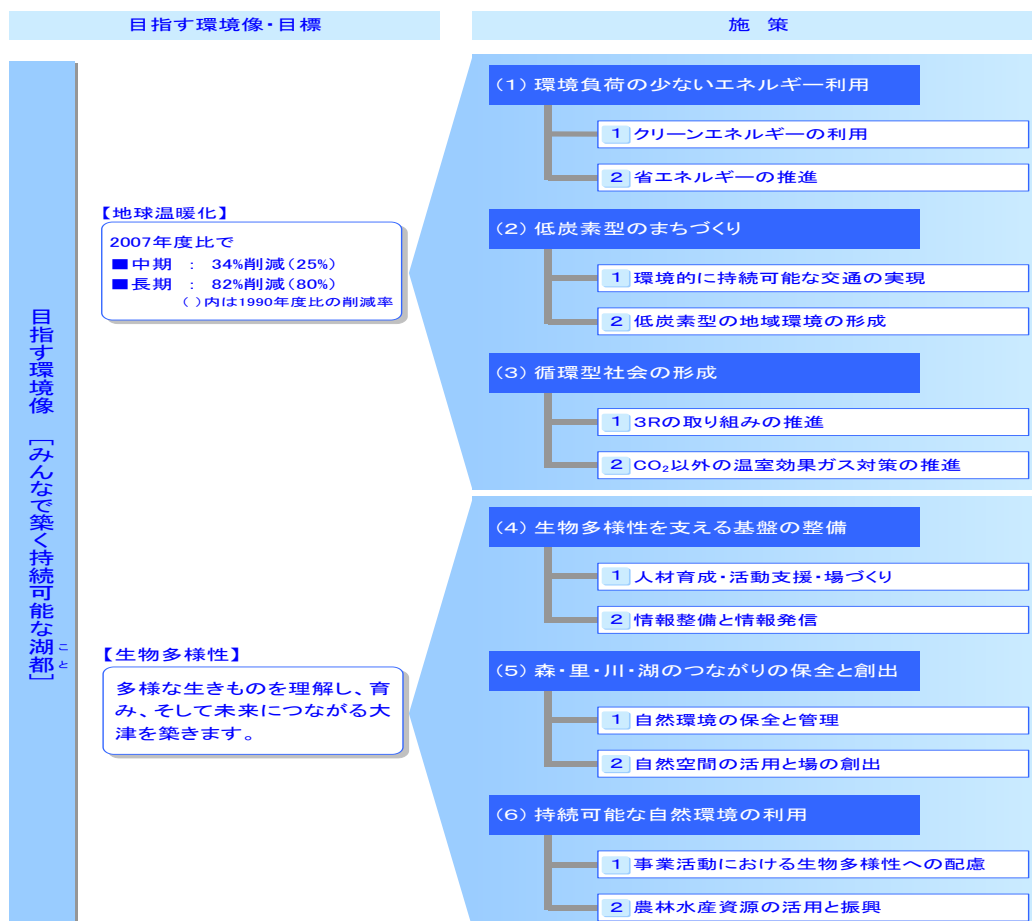 目指す環境像・目標
施 策
目指す環境像 [みんなで築く持続可能な湖都]
こと
【地球温暖化】
2007年度比で
■中期 : 34%削減(25%)
■長期 : 82%削減(80%)
( )内は1990年度比の削減率
(1) 環境負荷の少ないエネルギー利用
1 クリーンエネルギーの利用
2 省エネルギーの推進
(2) 低炭素型のまちづくり
1 環境的に持続可能な交通の実現
2 低炭素型の地域環境の形成
(3) 循環型社会の形成
1 3Rの取り組みの推進
2 CO₂以外の温室効果ガス対策の推進
【生物多様性】
多様な生きものを理解し、育
み、そして未来につながる大
津を築きます。
(4) 生物多様性を支える基盤の整備
1 人材育成・活動支援・場づくり
2 情報整備と情報発信
(5) 森・里・川・湖のつながりの保全と創出
1 自然環境の保全と管理
2 自然空間の活用と場の創出
(6) 持続可能な自然環境の利用
1 事業活動における生物多様性への配慮
2 農林水産資源の活用と振興